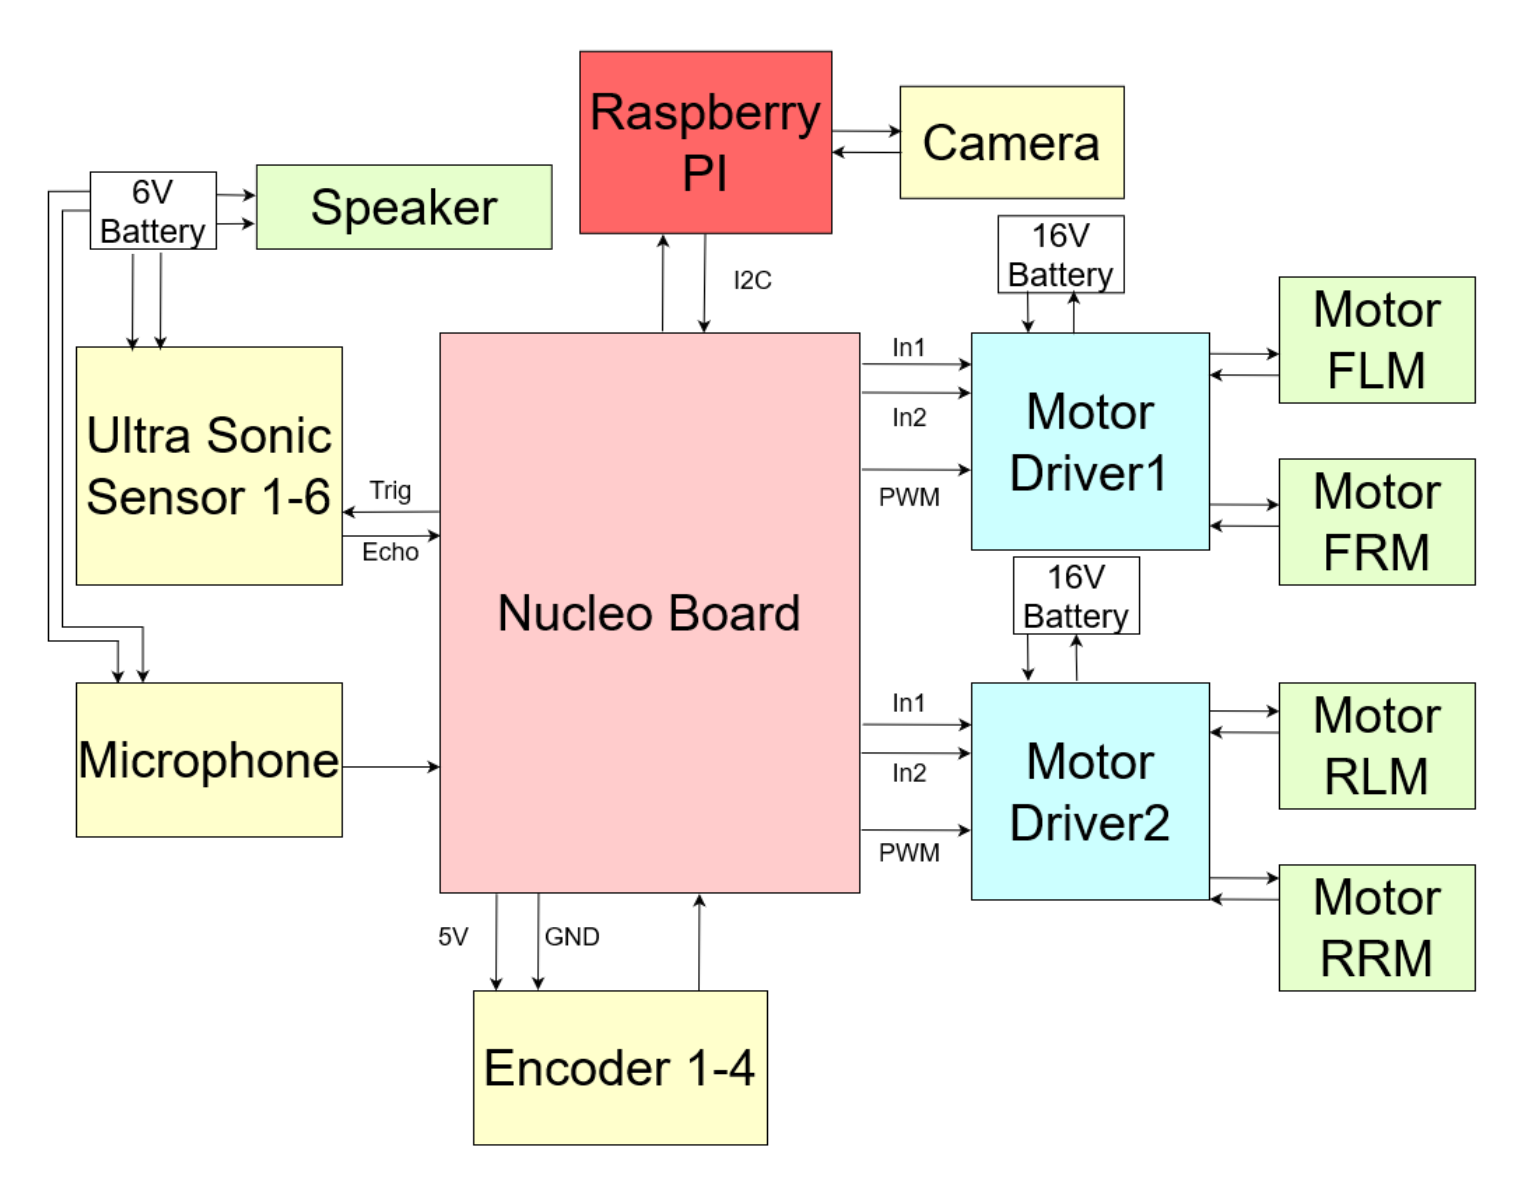 Raspberry
PI
Camera
6V
Battery
Speaker
16V
Battery
I2C
Motor
FLM
In1
In2
PWM
Motor
Driver1
Ultra Sonic
Sensor 1-6
Trig
Echo
Motor
FRM
Nucleo Board
16V
Battery
Microphone
In1
In2
PWM
Motor
Driver2
Motor
RLM
Motor
RRM
5V
GND
Encoder 1-4